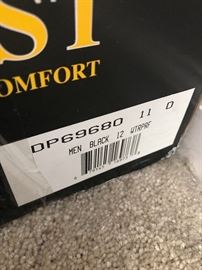 ST
OMFORT
DP69680 11 D
MEN BLACK 12 WTRPRF